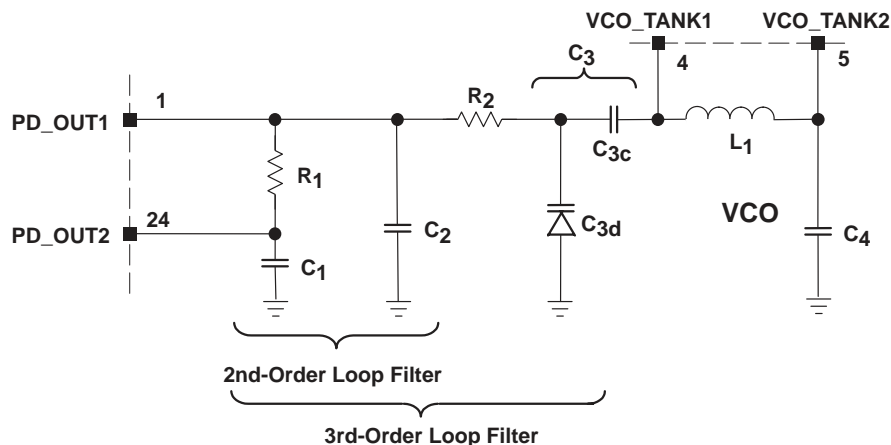 VCO_TANK1
VCO_TANK2
C3
4
5
1
R2
PD_OUT1
C3c
L1
R1
24
VCO
PD_OUT2
C2
C3d
C4
C1
2nd-Order Loop Filter
3rd-Order Loop Filter